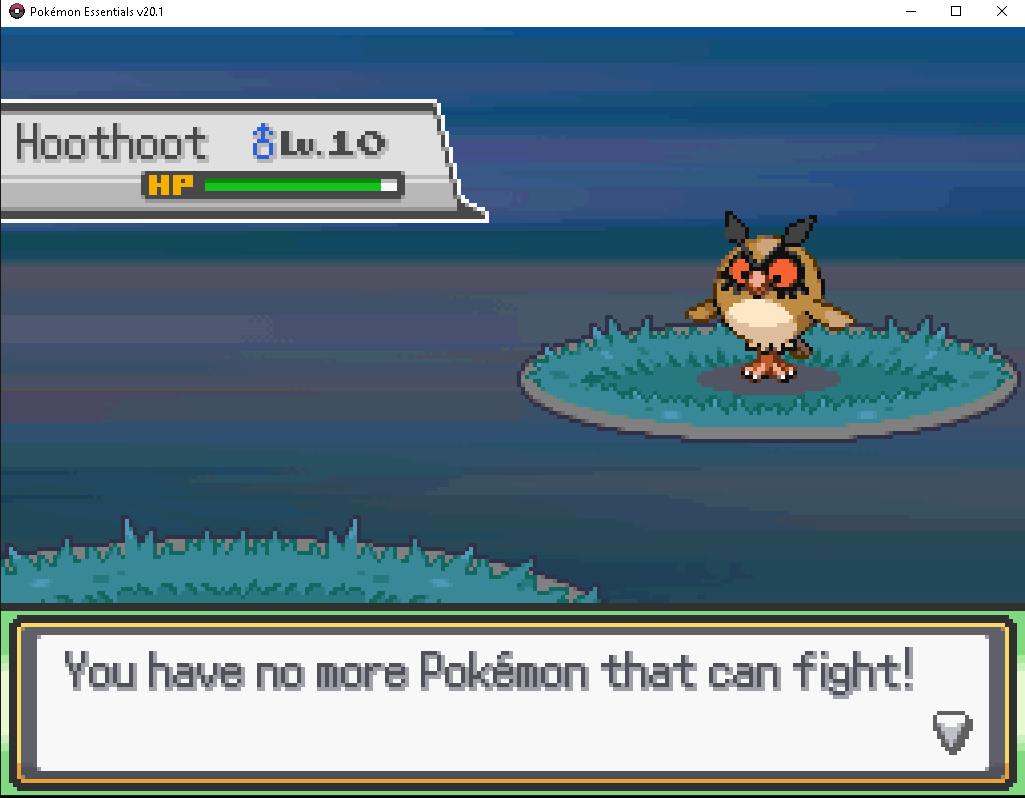 Pokémon Essentials v20.1
Hoothoot ♂Lv.10
HP
You have no more Pokémon that can fight!